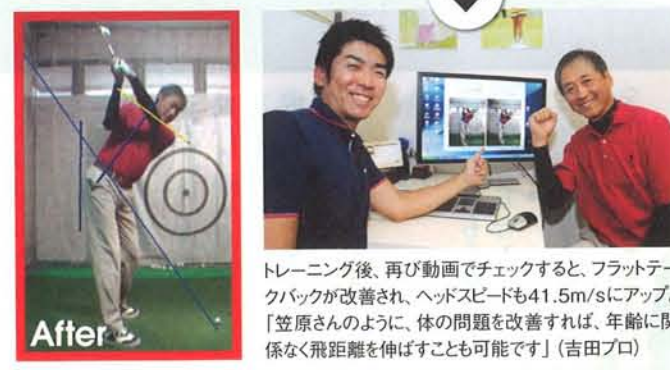 After
トレーニング後、再び動画でチェックすると、フラットテー
クバックが改善され、ヘッドスピードも41.5m/sにアップ。
「笠原さんのように、体の問題を改善すれば、年齢に関
係なく飛距離を伸ばすことも可能です」(吉田プロ)